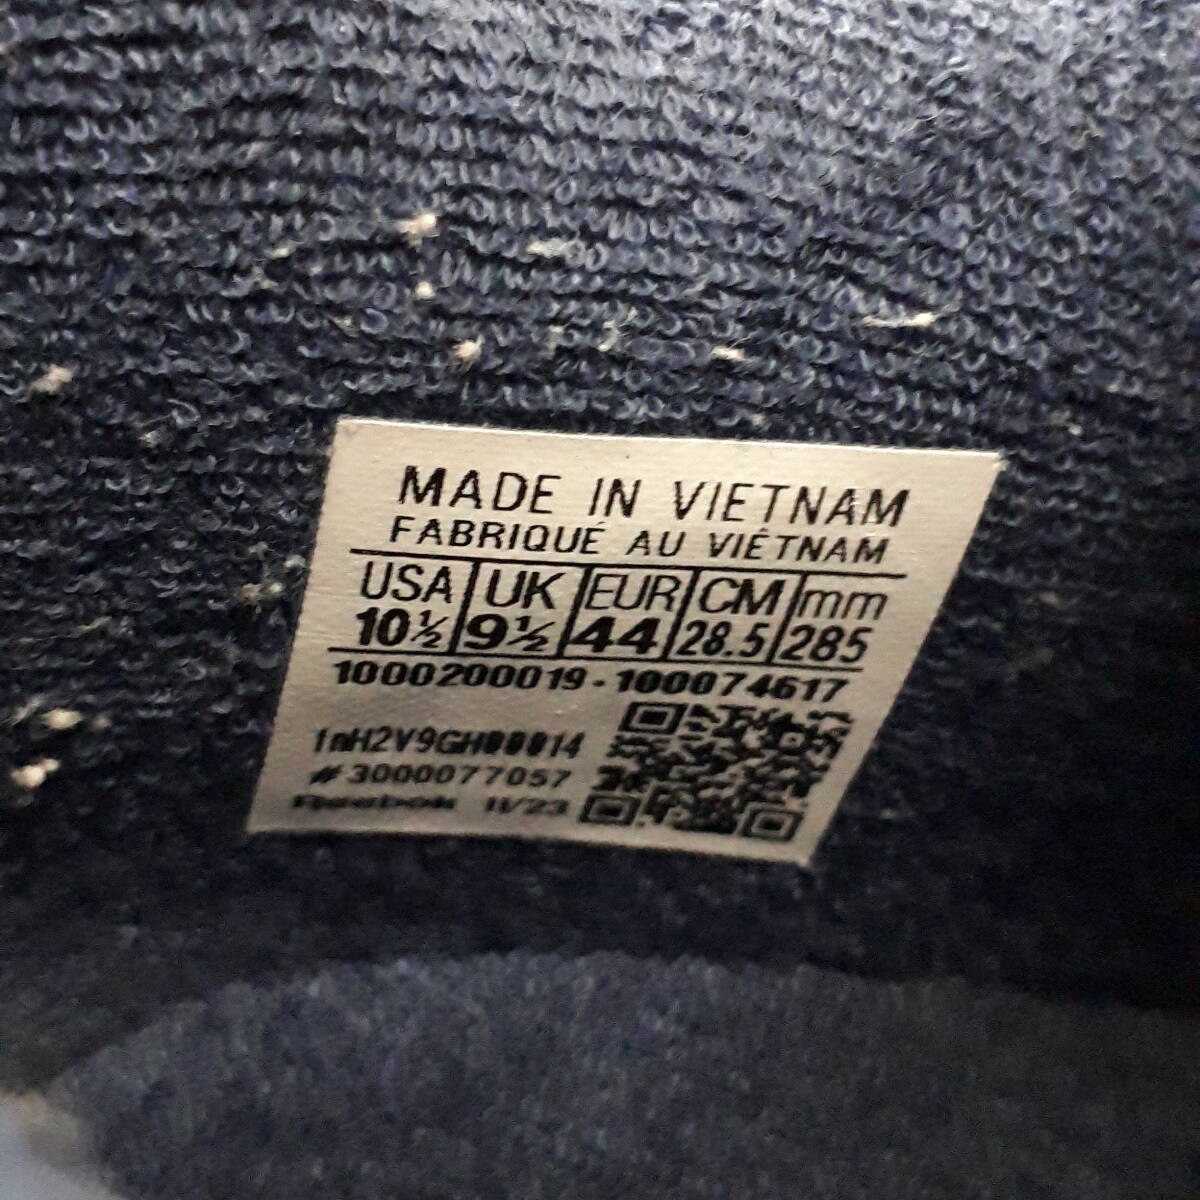 MADE IN VIETNAM
FABRIQUÉ AU VIÊTNAM
USA UK EUR CM mm
10½ 9½ 44 28.5 285
1000200019-100074617
#3000077057
Reebok 11/23